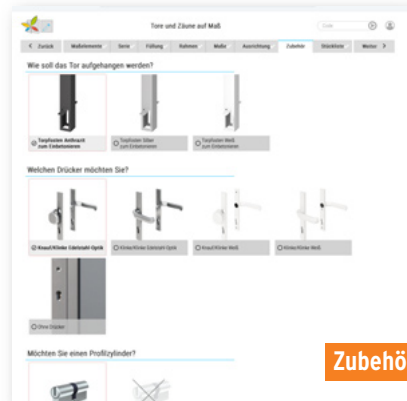 Tore und Zäune auf Maß
Zurück Maßelemente Serie Füllung Rahmen Maße Ausrichtung Zubehör Stückliste Weiter
Wie soll das Tor aufgehangen werden?
Torpfosten Anthrazit
zum Einbetonieren
Torpfosten Silber
zum Einbetonieren
Torpfosten Weiß
zum Einbetonieren
Welchen Drücker möchten Sie?
Knauf/Klinke Edelstahl-Optik
Klinke/Klinke Edelstahl-Optik
Knauf/Klinke Weiß
Klinke/Klinke Weiß
Ohne Drücker
Möchten Sie einen Profilzylinder?
Zubehö